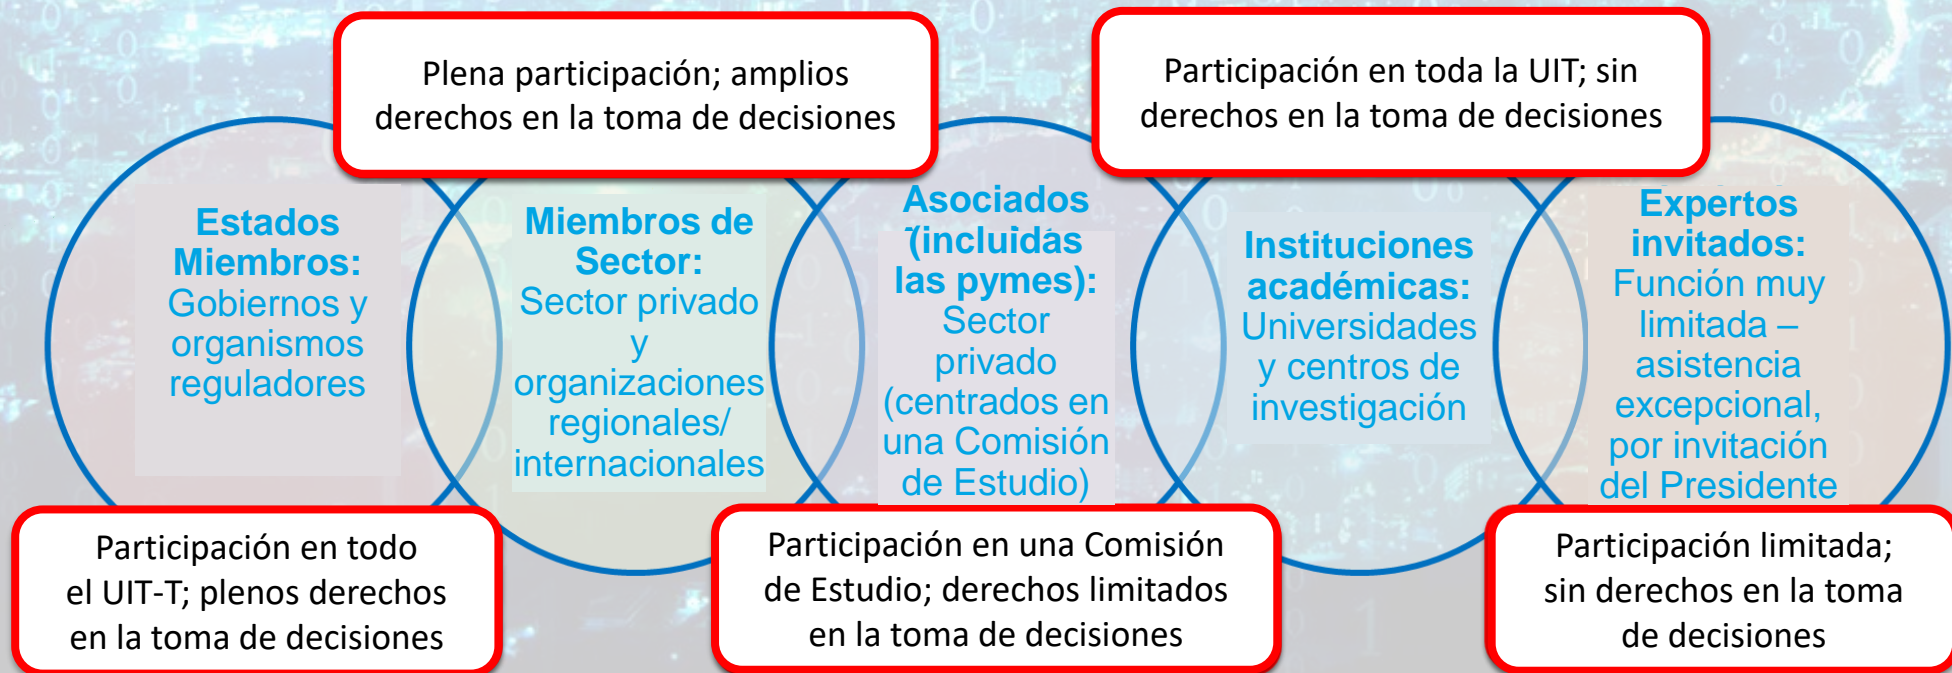 Plena participación; amplios
derechos en la toma de decisiones
Participación en toda la UIT; sin
derechos en la toma de decisiones
Estados
Miembros:
Gobiernos y
organismos
reguladores
Miembros de
Sector:
Sector privado
y
organizaciones
regionales/
internacionales
Asociados
(incluidas
las pymes):
Sector
privado
(centrados en
una Comisión
de Estudio)
Instituciones
académicas:
Universidades
y centros de
investigación
Expertos
invitados:
Función muy
limitada –
asistencia
excepcional,
por invitación
del Presidente
Participación en todo
el UIT-T; plenos derechos
en la toma de decisiones
Participación en una Comisión
de Estudio; derechos limitados
en la toma de decisiones
Participación limitada;
sin derechos en la toma
de decisiones